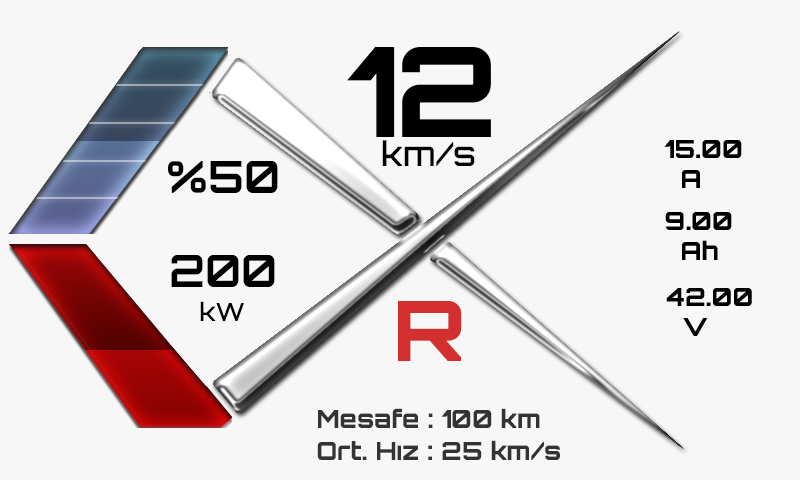 12
km/s
%50
200
kW
R
15.00
A
9.00
Ah
42.00
V
Mesafe : 100 km
Ort. Hız : 25 km/s